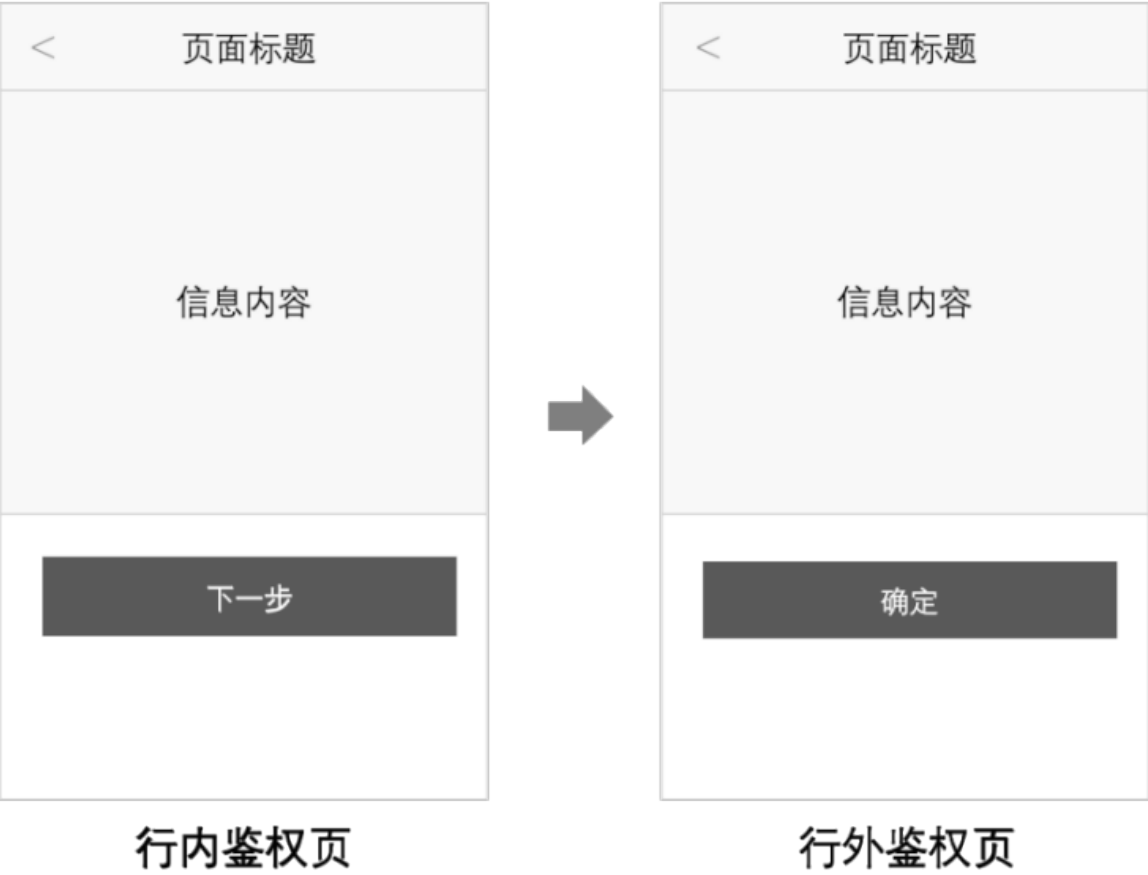 < 页面标题
信息内容
下一步
行内鉴权页
< 页面标题
信息内容
确定
行外鉴权页